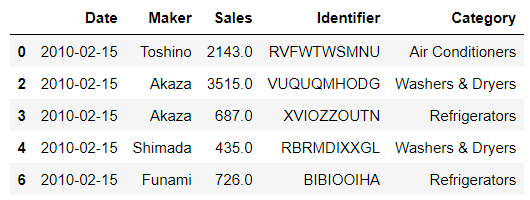 Date Maker Sales Identifier Category
0 2010-02-15 Toshino 2143.0 RVFWTWSMNU Air Conditioners
2 2010-02-15 Akaza 3515.0 VUQUQMHODG Washers & Dryers
3 2010-02-15 Akaza 687.0 XVIOZZOUTN Refrigerators
4 2010-02-15 Shimada 435.0 RBRMDIXXGL Washers & Dryers
6 2010-02-15 Funami 726.0 BIBIOOIHA Refrigerators